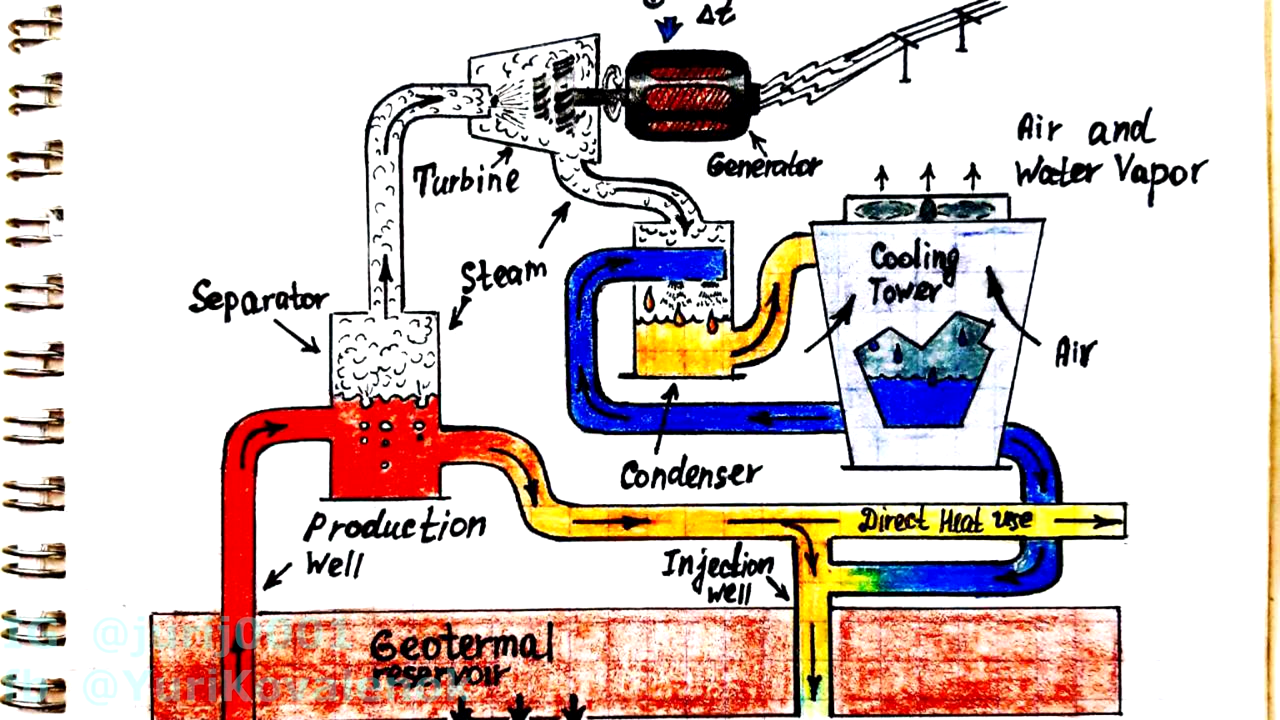 Δt
Air and
Water Vapor
Generator
Turbine
Steam
Separator
Cooling
Tower
Air
Condenser
Production
Well
Direct Heat use
Injection
well
Geotermal
reservoir